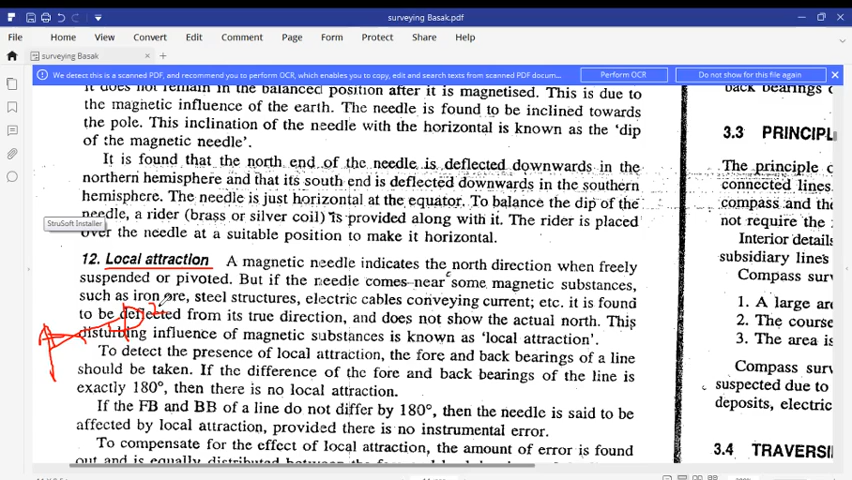 surveying Basak.pdf
File Home View Convert Edit Comment Page Form Protect Share Help
surveying Basak
We detect this is a scanned PDF, and recommend you to perform OCR, which enables you to copy, edit and search texts from scanned PDF docum... Perform OCR Do not show me for this again
It does not remain in the balanced position after it is magnetised. This is due to
the magnetic influence of the earth. The needle is found to be inclined towards
the pole. This inclination of the needle with the horizontal is known as the 'dip
of the magnetic needle'.
It is found that the north end of the needle is deflected downwards in the
northern hemisphere and that its south end is deflected downwards in the southern
hemisphere. The needle is just horizontal at the equator. To balance the dip of the
needle, a rider (brass or silver coil) is provided along with it. The rider is placed
over the needle at a suitable position to make it horizontal.
StruSoft Installer
12. Local attraction A magnetic needle indicates the north direction when freely
suspended or pivoted. But if the needle comes near some magnetic substances,
such as iron ore, steel structures, electric cables conveying current; etc. it is found
to be deflected from its true direction, and does not show the actual north. This
disturbing influence of magnetic substances is known as 'local attraction'.
To detect the presence of local attraction, the fore and back bearings of a line
should be taken. If the difference of the fore and back bearings of the line is
exactly 180°, then there is no local attraction.
If the FB and BB of a line do not differ by 180°, then the needle is said to be
affected by local attraction, provided there is no instrumental error.
To compensate for the effect of local attraction, the amount of error is found
out and is equally distributed between the fore
back bearings
3.3 PRINCIPL
The principle o
connected lines.
compass and the
not require the
Interior details
subsidiary line's
Compass surv
1. A large are
2. The course
3. The area is
Compass surv
suspected due to
deposits, electric
3.4 TRAVERSI